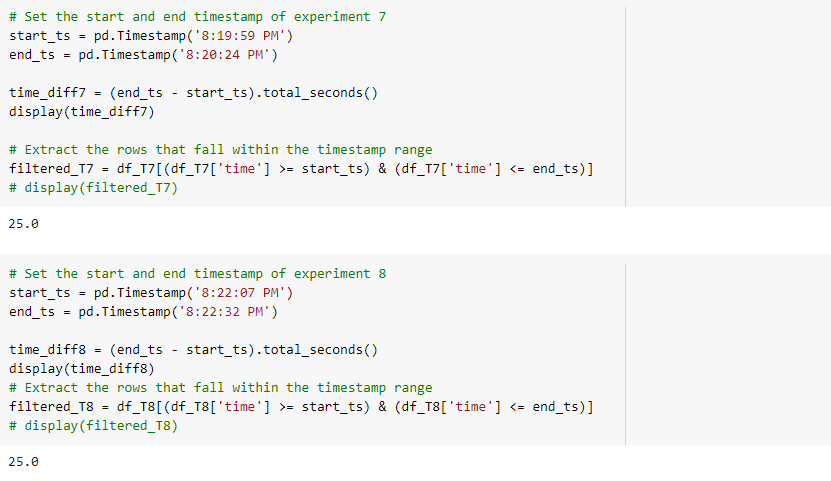 # Set the start and end timestamp of experiment 7
start_ts = pd.Timestamp('8:19:59 PM')
end_ts = pd.Timestamp('8:20:24 PM')
time_diff7 = (end_ts - start_ts).total_seconds()
display(time_diff7)
# Extract the rows that fall within the timestamp range
filtered_T7 = df_T7[(df_T7['time'] >= start_ts) & (df_T7['time'] <= end_ts)]
# display(filtered_T7)
25.0
# Set the start and end timestamp of experiment 8
start_ts = pd.Timestamp('8:22:07 PM')
end_ts = pd.Timestamp('8:22:32 PM')
time_diff8 = (end_ts - start_ts).total_seconds()
display(time_diff8)
# Extract the rows that fall within the timestamp range
filtered_T8 = df_T8[(df_T8['time'] >= start_ts) & (df_T8['time'] <= end_ts)]
# display(filtered_T8)
25.0